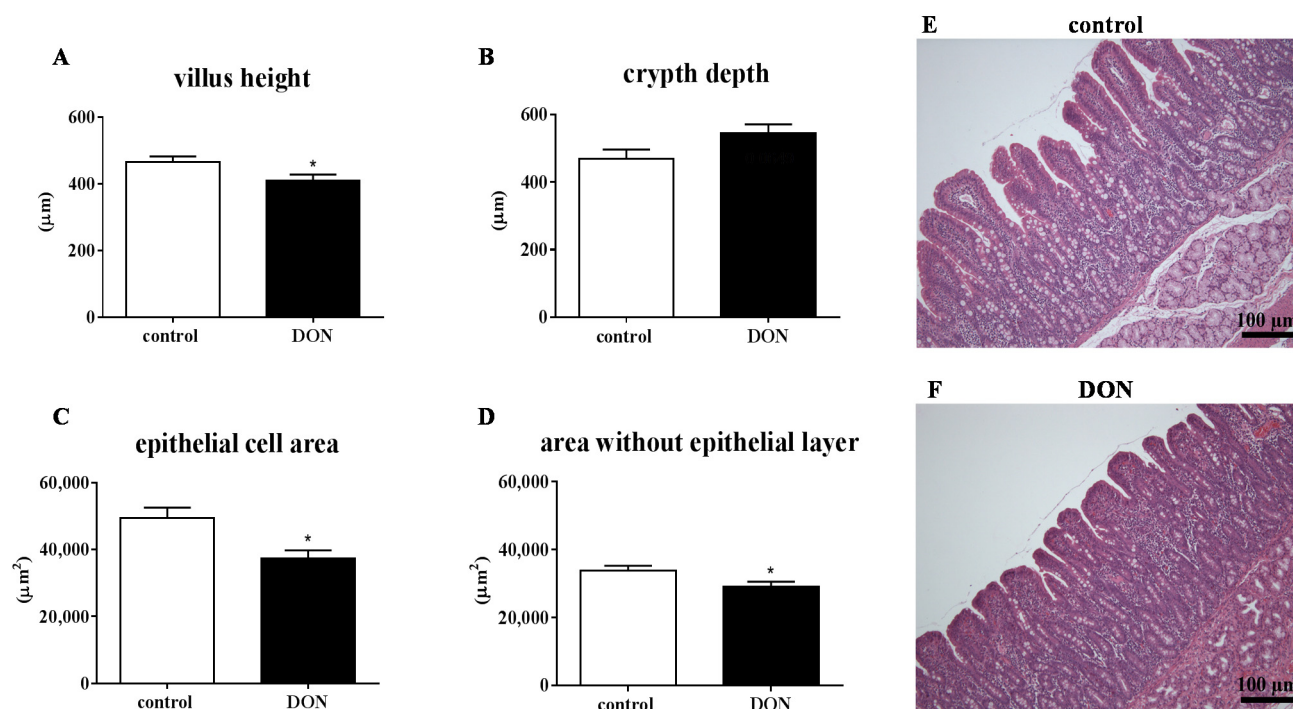 A
villus height
600
400
200
0
(μm)
*
control
DON
B
crypth depth
600
400
200
0
(μm)
control
DON
E
control
100 μm
C
epithelial cell area
60,000
40,000
20,000
0
(μm²)
*
control
DON
D
area without epithelial layer
60,000
40,000
20,000
0
(μm²)
*
control
DON
F
DON
100 μm